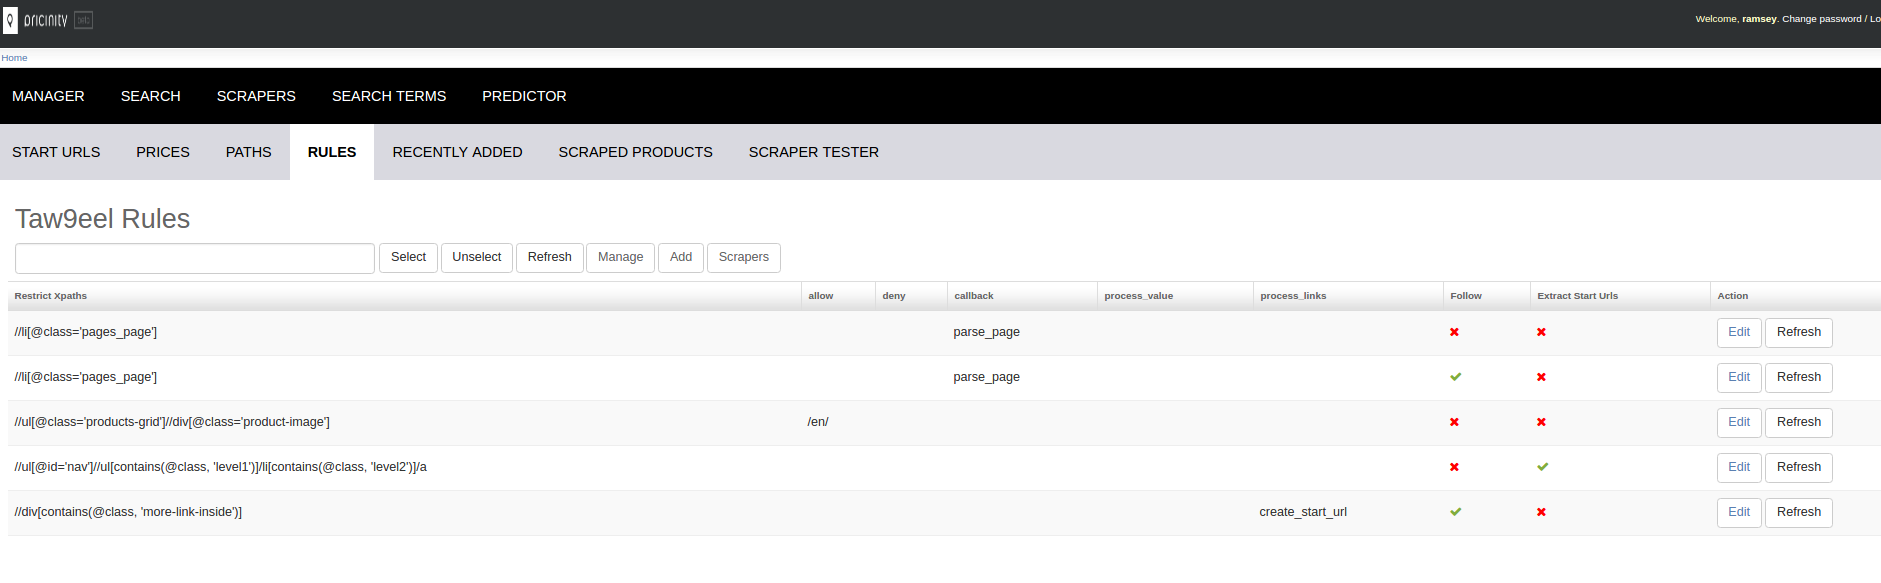 pricinity beta
Welcome, ramsey. Change password / Lo
Home
MANAGER SEARCH SCRAPERS SEARCH TERMS PREDICTOR
START URLS PRICES PATHS RULES RECENTLY ADDED SCRAPED PRODUCTS SCRAPER TESTER
Taw9eel Rules
Select Unselect Refresh Manage Add Scrapers
Restrict Xpaths allow deny callback process_value process_links Follow Extract Start Urls Action
//li[@class='pages_page'] parse_page Edit Refresh
//li[@class='pages_page'] parse_page Edit Refresh
//ul[@class='products-grid']//div[@class='product-image'] /en/ Edit Refresh
//ul[@id='nav']//ul[contains(@class, 'level1')]/li[contains(@class, 'level2')]/a Edit Refresh
//div[contains(@class, 'more-link-inside')] create_start_url Edit Refresh